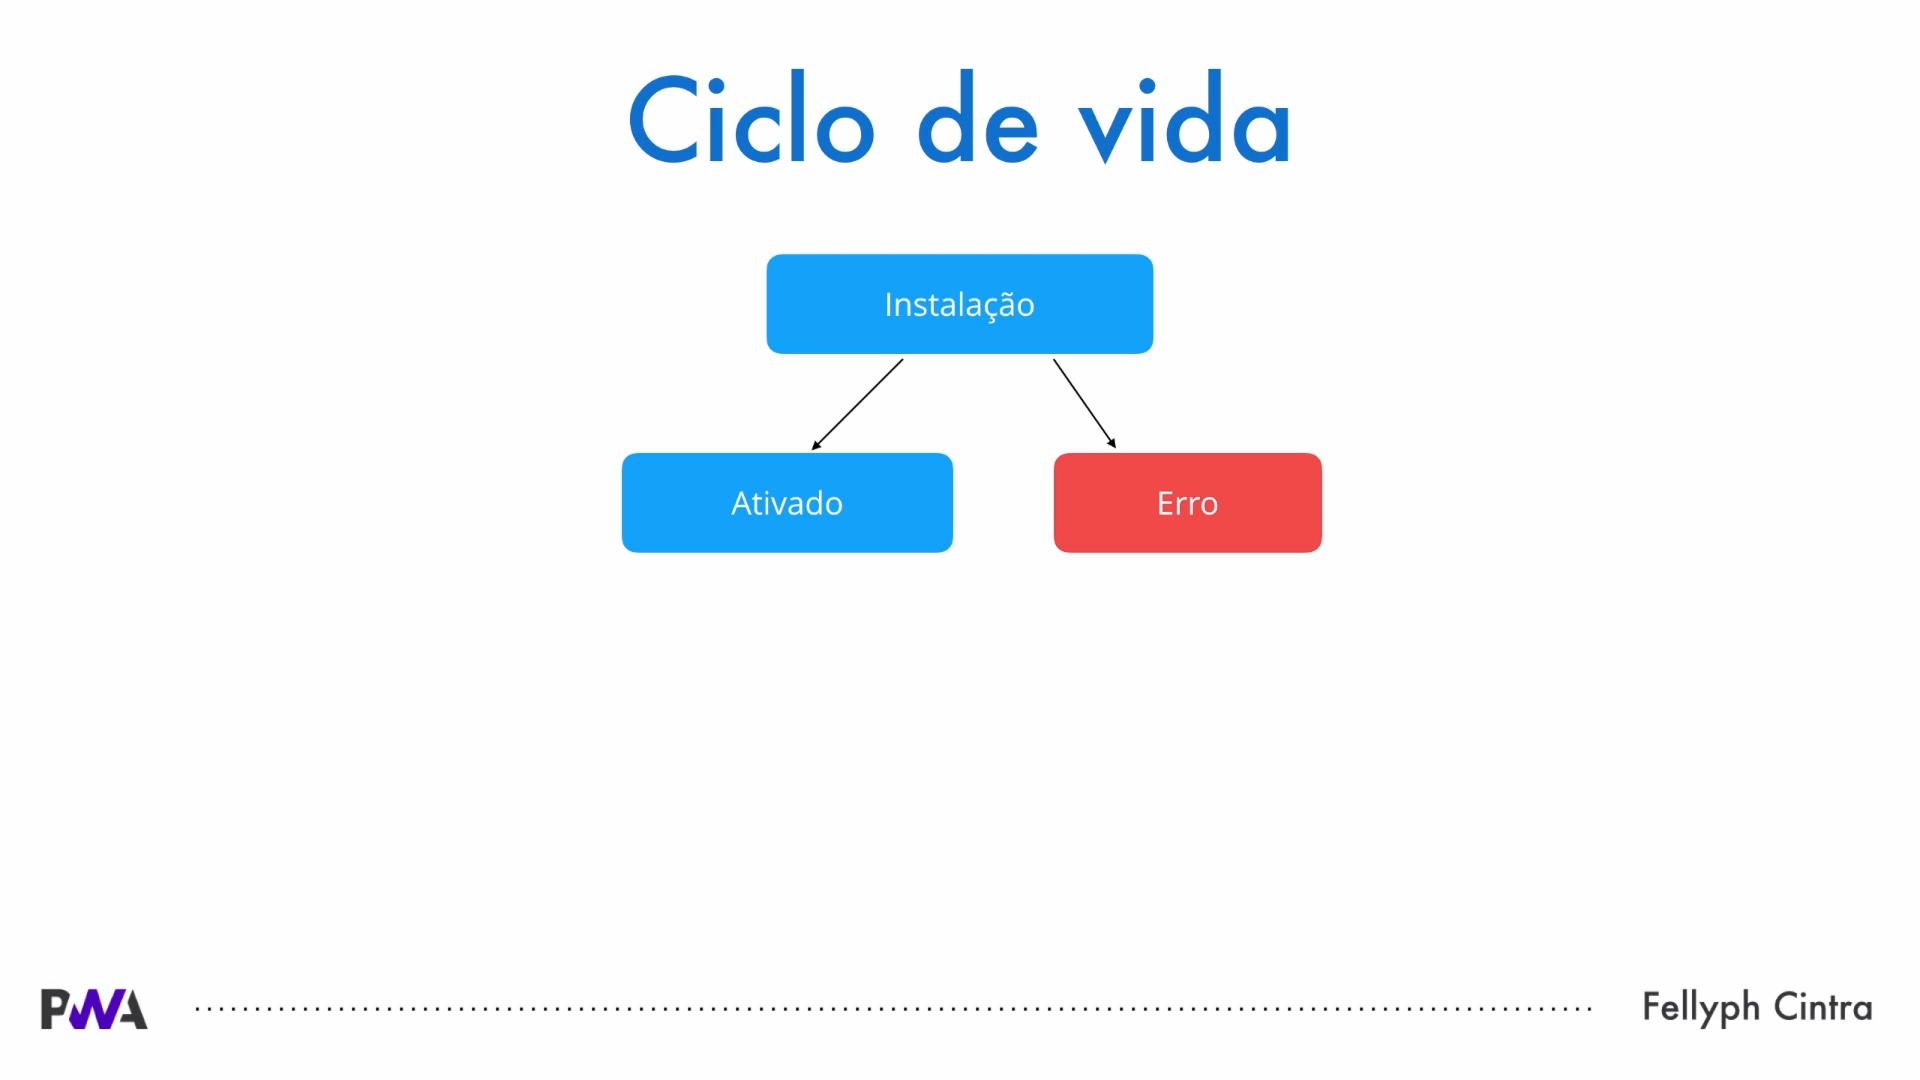 Ciclo de vida
Instalação
Ativado
Erro
PWA
Fellyph Cintra